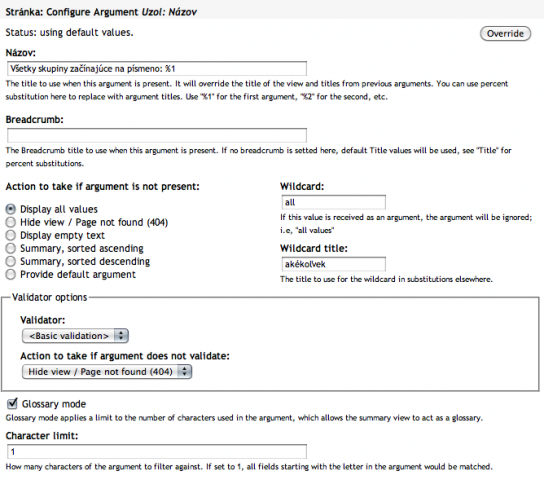 Stránka: Configure Argument Uzol: Názov
Status: using default values.
Override
Názov:
Všetky skupiny začínajúce na písmeno: %1
The title to use when this argument is present. It will override the title of the view and titles from previous arguments. You can use percent
substitution here to replace with argument titles. Use "%1" for the first argument, "%2" for the second, etc.
Breadcrumb:
The Breadcrumb title to use when this argument is present. If no breadcrumb is setted here, default Title values will be used, see "Title" for
percent substitutions.
Action to take if argument is not present:
Display all values
Hide view / Page not found (404)
Display empty text
Summary, sorted ascending
Summary, sorted descending
Provide default argument
Wildcard:
all
If this value is received as an argument, the argument will be ignored;
i.e, "all values"
Wildcard title:
akékoľvek
The title to use for the wildcard in substitutions elsewhere.
Validator options
Validator:
<Basic validation>
Action to take if argument does not validate:
Hide view / Page not found (404)
Glossary mode
Glossary mode applies a limit to the number of characters used in the argument, which allows the summary view to act as a glossary.
Character limit:
1
How many characters of the argument to filter against. If set to 1, all fields starting with the letter in the argument would be matched.